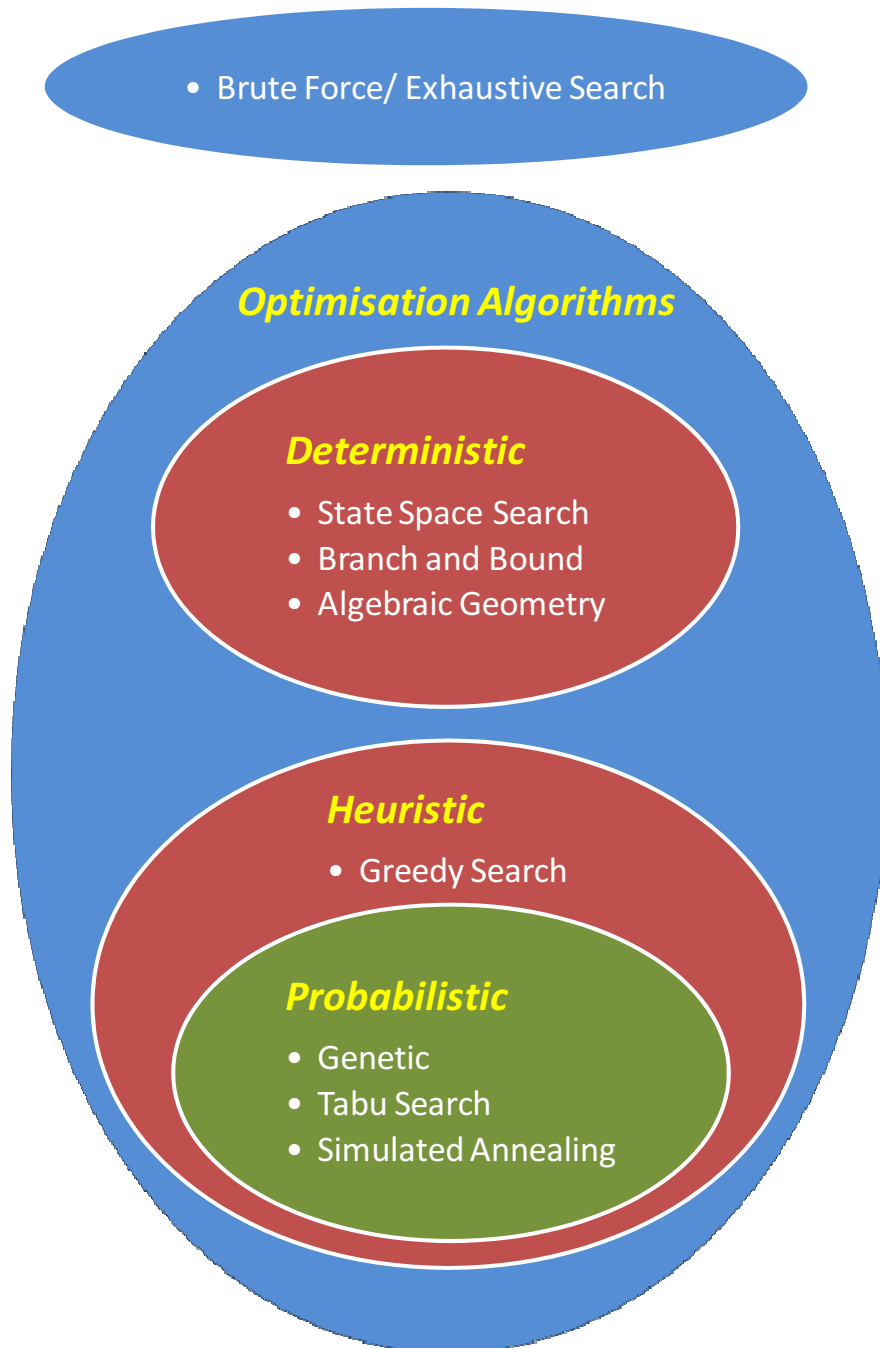 • Brute Force/ Exhaustive Search
Optimisation Algorithms
Deterministic
• State Space Search
• Branch and Bound
• Algebraic Geometry
Heuristic
• Greedy Search
Probabilistic
• Genetic
• Tabu Search
• Simulated Annealing